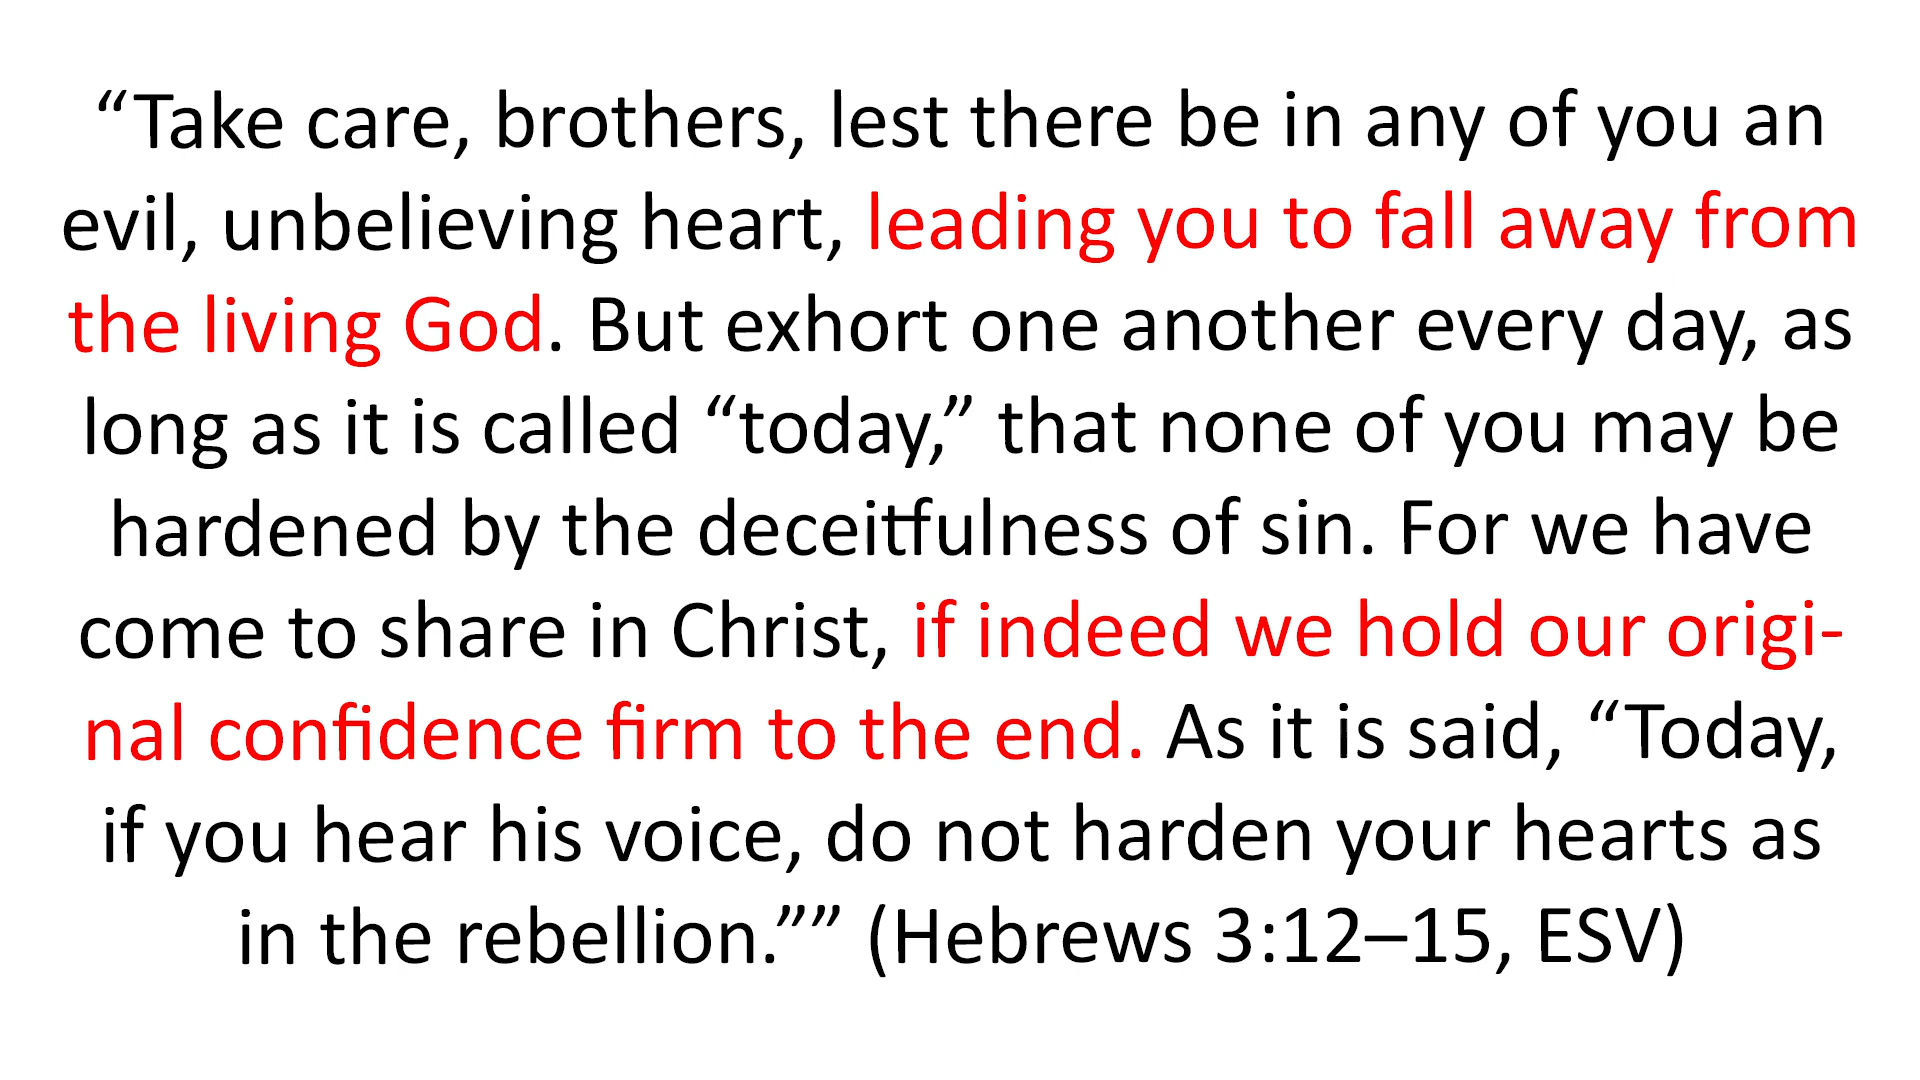 “Take care, brothers, lest there be in any of you an
evil, unbelieving heart, leading you to fall away from
the living God. But exhort one another every day, as
long as it is called “today,” that none of you may be
hardened by the deceitfulness of sin. For we have
come to share in Christ, if indeed we hold our origi-
nal confidence firm to the end. As it is said, “Today,
if you hear his voice, do not harden your hearts as
in the rebellion.”” (Hebrews 3:12–15, ESV)